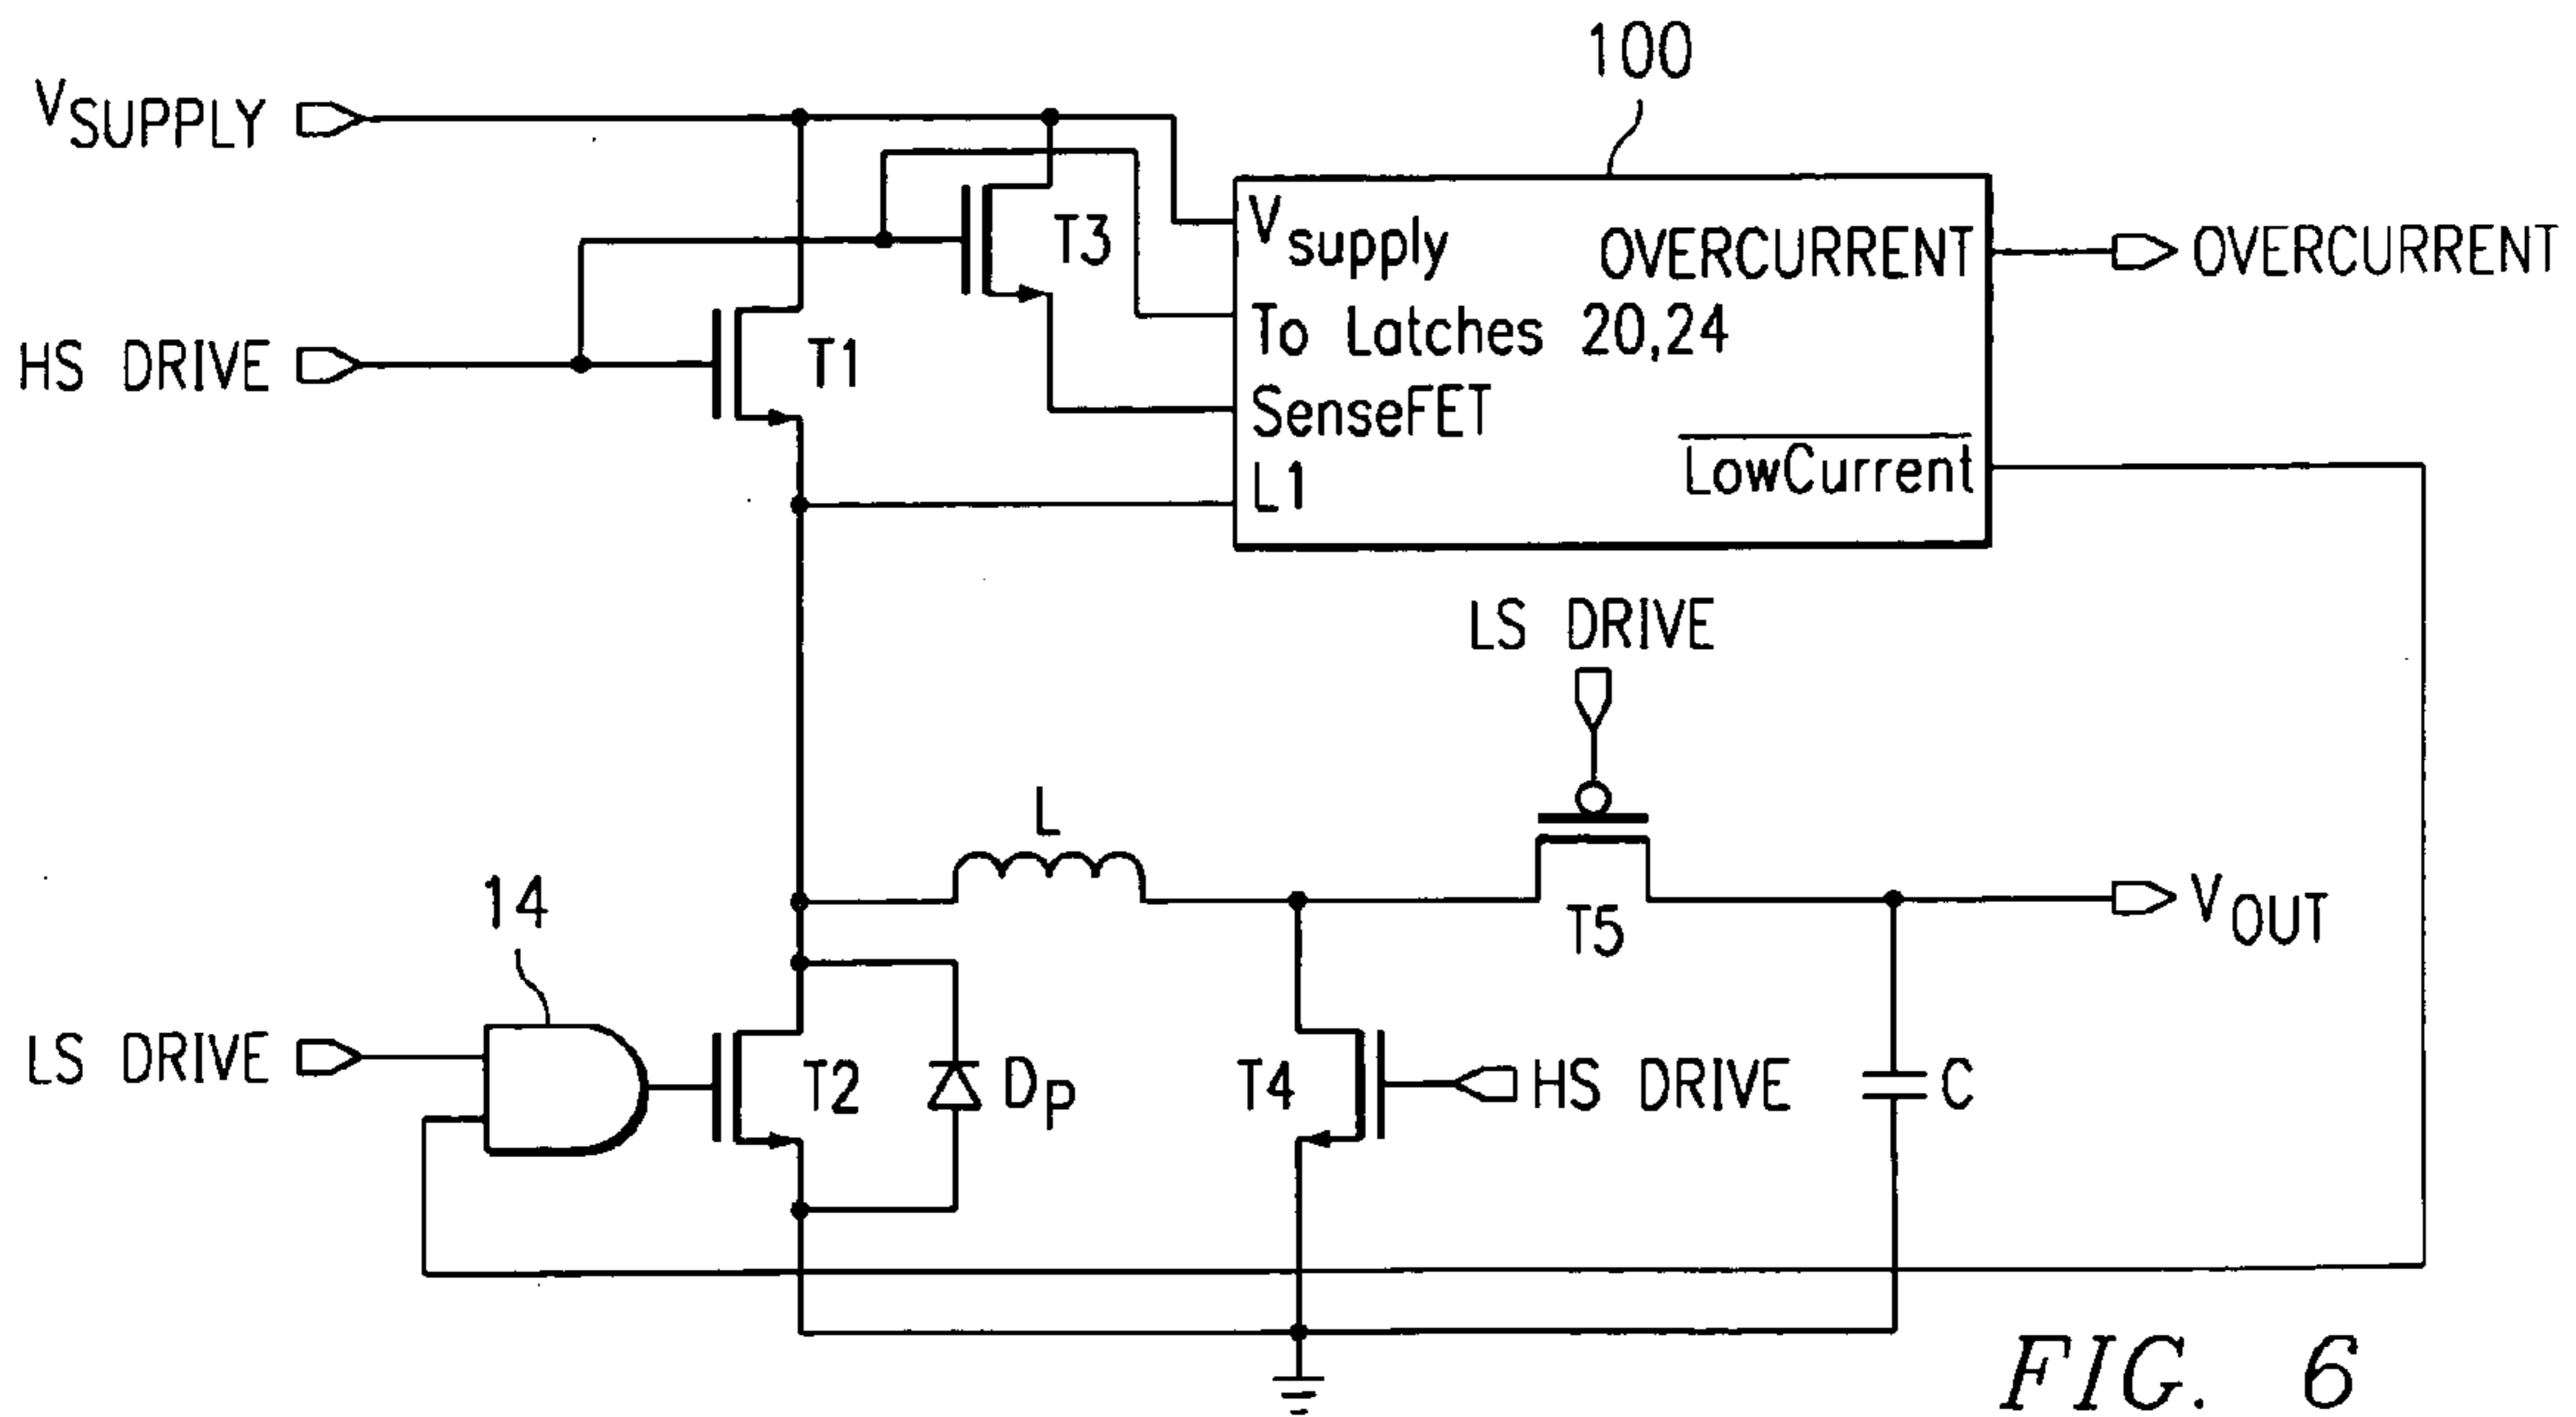 100
VSUPPLY
HS DRIVE
T1
T3
Vsupply
To Latches 20,24
SenseFET
L1
OVERCURRENT
LowCurrent
OVERCURRENT
LS DRIVE
L
T5
VOUT
14
LS DRIVE
T2
DP
T4
HS DRIVE
C
FIG. 6